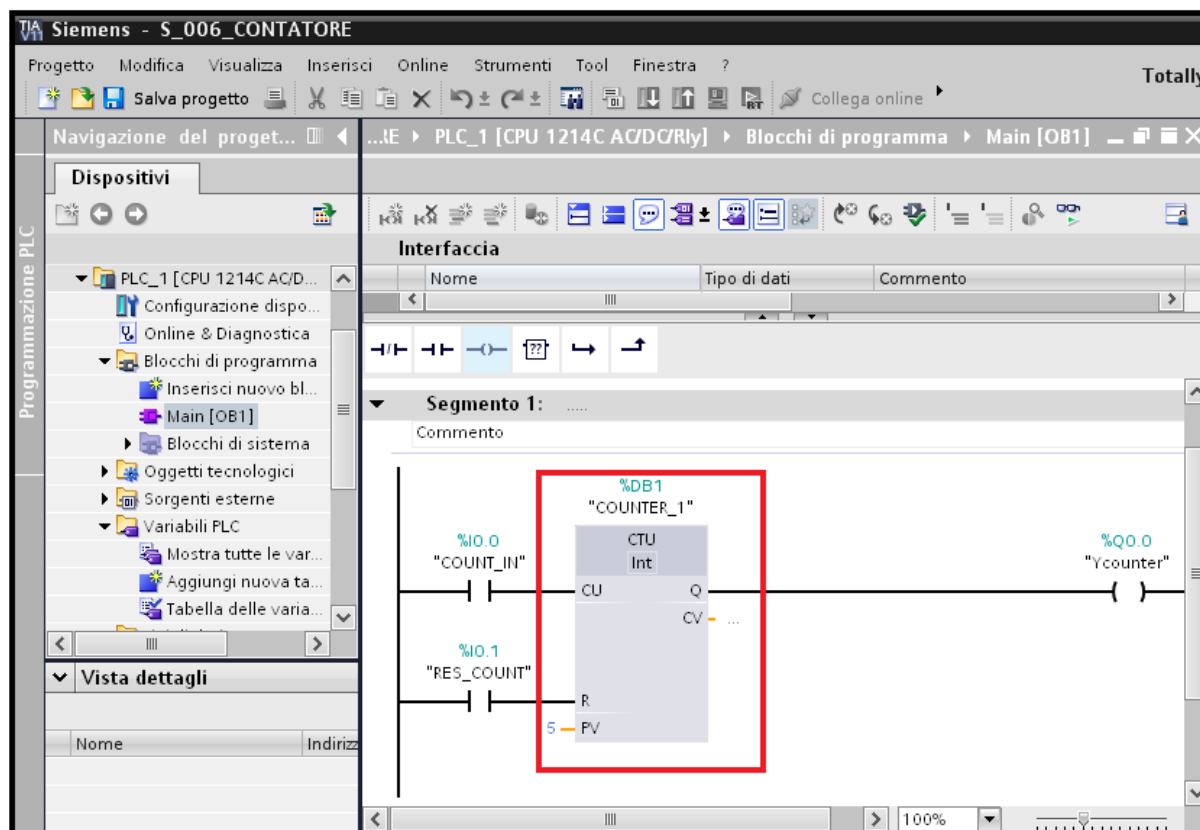 Siemens - S_006_CONTATORE
Progetto Modifica Visualizza Inserisci Online Strumenti Tool Finestra ?
Totally
Salva progetto
Collega online
Navigazione del proget...
...RE PLC_1 [CPU 1214C AC/DC/Rly] Blocchi di programma Main [OB1]
Dispositivi
Programmazione PLC
Interfaccia
Nome Tipo di dati Commento
PLC_1 [CPU 1214C AC/D...
Configurazione dispo...
Online & Diagnostica
Blocchi di programma
Inserisci nuovo bl...
Main [OB1]
Blocchi di sistema
Oggetti tecnologici
Sorgenti esterne
Variabili PLC
Mostra tutte le var...
Aggiungi nuova ta...
Tabella delle varia...
Vista dettagli
Nome Indirizz
??
Segmento 1: .....
Commento
%DB1
"COUNTER_1"
%I0.0
"COUNT_IN"
CTU
Int
%Q0.0
"Ycounter"
CU Q
CV ...
%I0.1
"RES_COUNT"
R
5 PV
100%